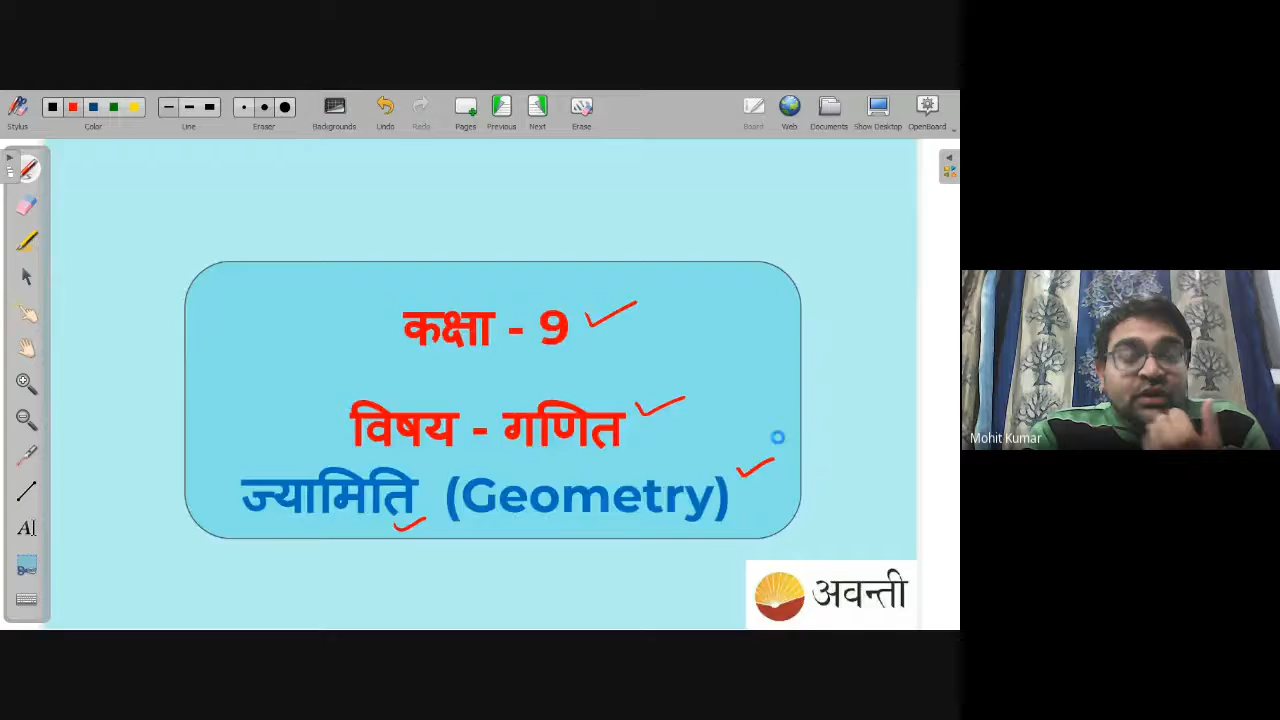 Stylus Color Line Eraser Backgrounds Undo Redo Pages Previous Next Erase Board Web Documents Show Desktop OpenBoard
कक्षा - 9
विषय - गणित
ज्यामिति (Geometry)
अवन्ती
Mohit Kumar